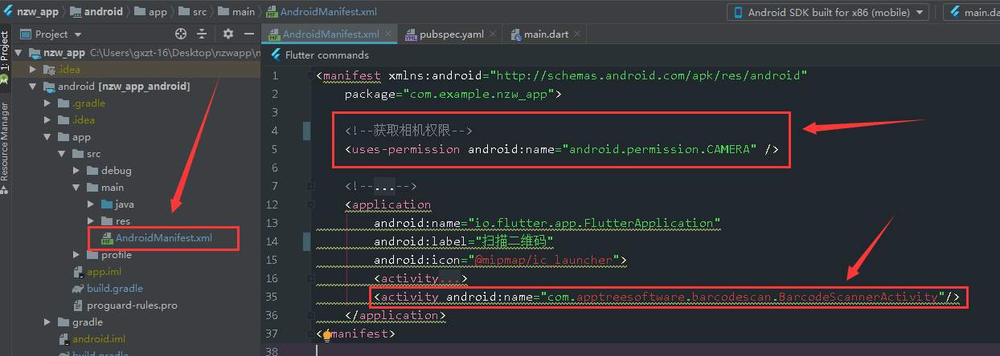 nzw_app android app src main AndroidManifest.xml
Android SDK built for x86 (mobile)
main.da
1: Project
Resource Manager
Project
AndroidManifest.xml
pubspec.yaml
main.dart
nzw_app C:\Users\gxzt-16\Desktop\nzwapp\n
.idea
android [nzw_app_android]
.gradle
.idea
app
src
debug
main
java
res
AndroidManifest.xml
profile
app.iml
build.gradle
proguard-rules.pro
gradle
android.iml
build.gradle
Flutter commands
1 <manifest xmlns:android="http://schemas.android.com/apk/res/android"
2 package="com.example.nzw_app">
3
4 <!--获取相机权限-->
5 <uses-permission android:name="android.permission.CAMERA" />
6
7 <!--...-->
12 <application
13 android:name="io.flutter.app.FlutterApplication"
14 android:label="扫描二维码"
15 android:icon="@mipmap/ic_launcher">
16 <activity...>
35 <activity android:name="com.apptreesoftware.barcodescan.BarcodeScannerActivity"/>
36 </application>
37 </manifest>
38